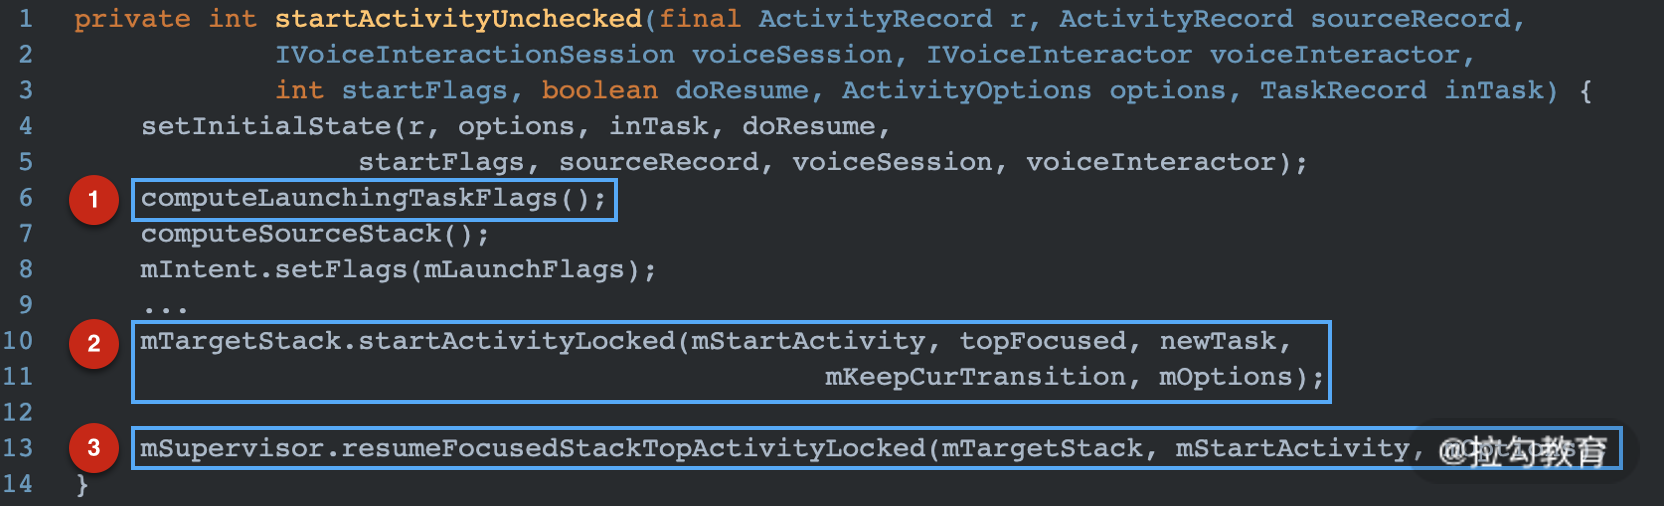 1 private int startActivityUnchecked(final ActivityRecord r, ActivityRecord sourceRecord,
2 IVoiceInteractionSession voiceSession, IVoiceInteractor voiceInteractor,
3 int startFlags, boolean doResume, ActivityOptions options, TaskRecord inTask) {
4 setInitialState(r, options, inTask, doResume,
5 startFlags, sourceRecord, voiceSession, voiceInteractor);
1 6 computeLaunchingTaskFlags();
7 computeSourceStack();
8 mIntent.setFlags(mLaunchFlags);
9 ...
2 10 mTargetStack.startActivityLocked(mStartActivity, topFocused, newTask,
11 mKeepCurTransition, mOptions);
12
3 13 mSupervisor.resumeFocusedStackTopActivityLocked(mTargetStack, mStartActivity,
@拉勾教育
14 }